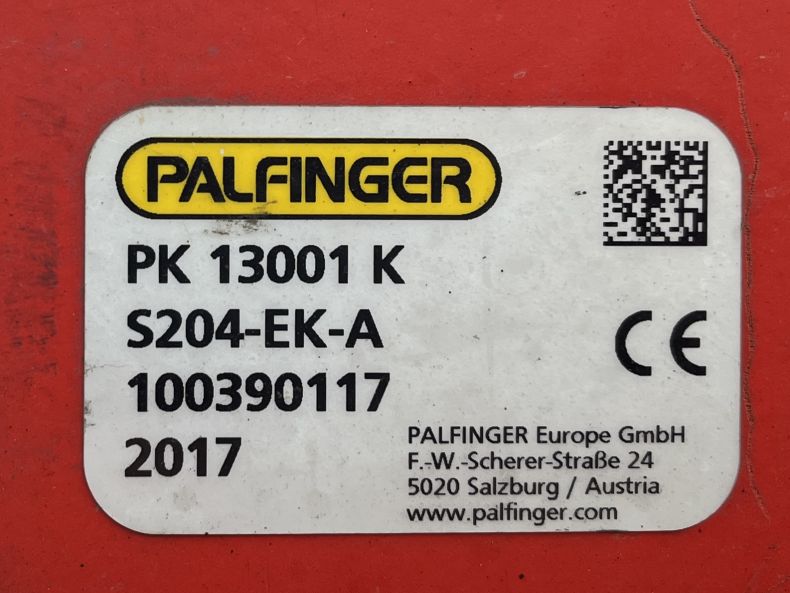 PALFINGER
PK 13001 K
S204-EK-A
100390117
2017
CE
PALFINGER Europe GmbH
F.-W.-Scherer-Straße 24
5020 Salzburg / Austria
www.palfinger.com